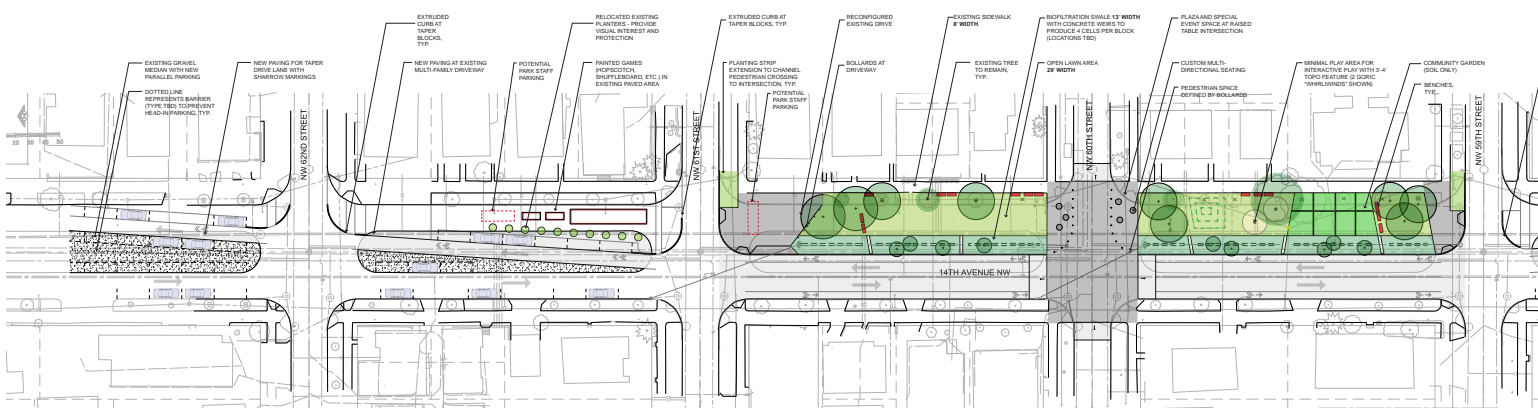 EXTRUDED
CURB AT
TAPER
BLOCKS,
TYP.
RELOCATED EXISTING
PLANTERS - PROVIDE
VISUAL INTEREST AND
PROTECTION
EXTRUDED CURB AT
TAPER BLOCKS, TYP.
RECONFIGURED
EXISTING DRIVE
EXISTING SIDEWALK
8' WIDTH
BIOFILTRATION SWALE 13' WIDTH
WITH CONCRETE WEIRS TO
PRODUCE 4 CELLS PER BLOCK
(LOCATIONS TBD)
PLAZA AND SPECIAL
EVENT SPACE AT RAISED
TABLE INTERSECTION
EXISTING GRAVEL
MEDIAN WITH NEW
PARALLEL PARKING
NEW PAVING FOR TAPER
DRIVE LANE WITH
SHARROW MARKINGS
NEW PAVING AT EXISTING
MULTI-FAMILY DRIVEWAY
POTENTIAL
PARK STAFF
PARKING
PAINTED GAMES
(HOPSCOTCH,
SHUFFLEBOARD, ETC.) IN
EXISTING PAVED AREA
PLANTING STRIP
EXTENSION TO CHANNEL
PEDESTRIAN CROSSING
TO INTERSECTION, TYP.
BOLLARDS AT
DRIVEWAY
EXISTING TREE
TO REMAIN,
TYP.
OPEN LAWN AREA
29' WIDTH
CUSTOM MULTI-
DIRECTIONAL SEATING
MINIMAL PLAY AREA FOR
INTERACTIVE PLAY WITH 3'-4'
TOPO FEATURE (2 GORIC
"WHIRLWINDS" SHOWN)
COMMUNITY GARDEN
(SOIL ONLY)
DOTTED LINE
REPRESENTS BARRIER
(TYPE TBD) TO PREVENT
HEAD-IN PARKING, TYP.
POTENTIAL
PARK STAFF
PARKING
PEDESTRIAN SPACE
DEFINED BY BOLLARDS
BENCHES,
TYP.
NW 62ND STREET
NW 61ST STREET
NW 60TH STREET
NW 59TH STREET
20 30 40 50
14TH AVENUE NW